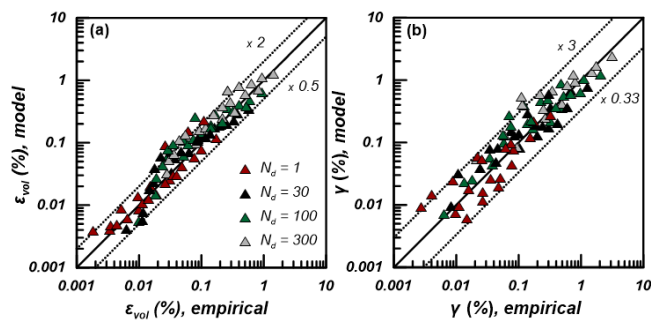 (a)
x 2
x 0.5
10
1
0.1
0.01
0.001
ε_vol (%), model
N_d = 1
N_d = 30
N_d = 100
N_d = 300
0.001 0.01 0.1 1 10
ε_vol (%), empirical
(b)
x 3
x 0.33
10
1
0.1
0.01
0.001
γ (%), model
0.001 0.01 0.1 1 10
γ (%), empirical